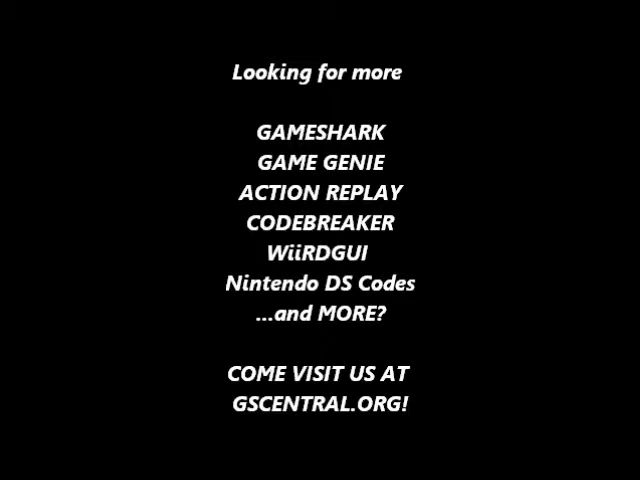 Looking for more
GAMESHARK
GAME GENIE
ACTION REPLAY
CODEBREAKER
WiiRDGUI
Nintendo DS Codes
...and MORE?
COME VISIT US AT
GSCENTRAL.ORG!